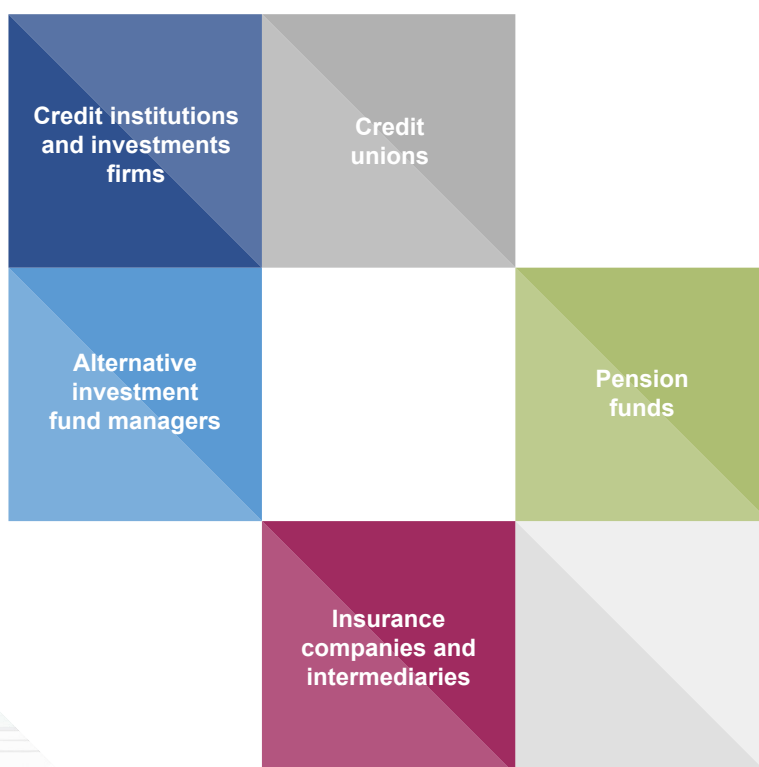 Credit institutions
and investments
firms
Credit
unions
Alternative
investment
fund managers
Pension
funds
Insurance
companies and
intermediaries